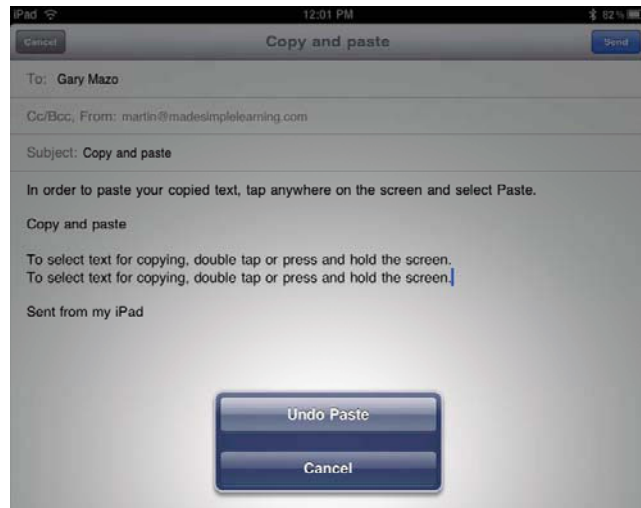 iPad 12:01 PM 82%
Cancel Copy and paste Send
To: Gary Mazo
Cc/Bcc, From: martin@madesimplelearning.com
Subject: Copy and paste
In order to paste your copied text, tap anywhere on the screen and select Paste.
Copy and paste
To select text for copying, double tap or press and hold the screen.
To select text for copying, double tap or press and hold the screen.
Sent from my iPad
Undo Paste
Cancel